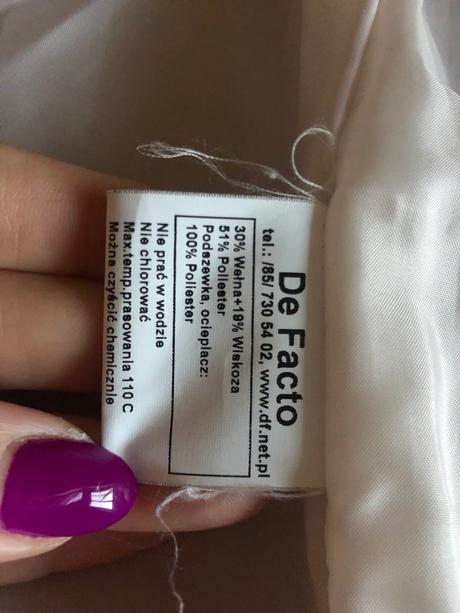 De Facto
tel.: /85/ 730 54 02, www.df.net.pl
30% Wełna+19% Wiskoza
51% Poliester
Podszewka, ocieplacz:
100% Poliester
Nie prać w wodzie
Nie chlorować
Max.temp.prasowania 110 C
Można czyścić chemicznie